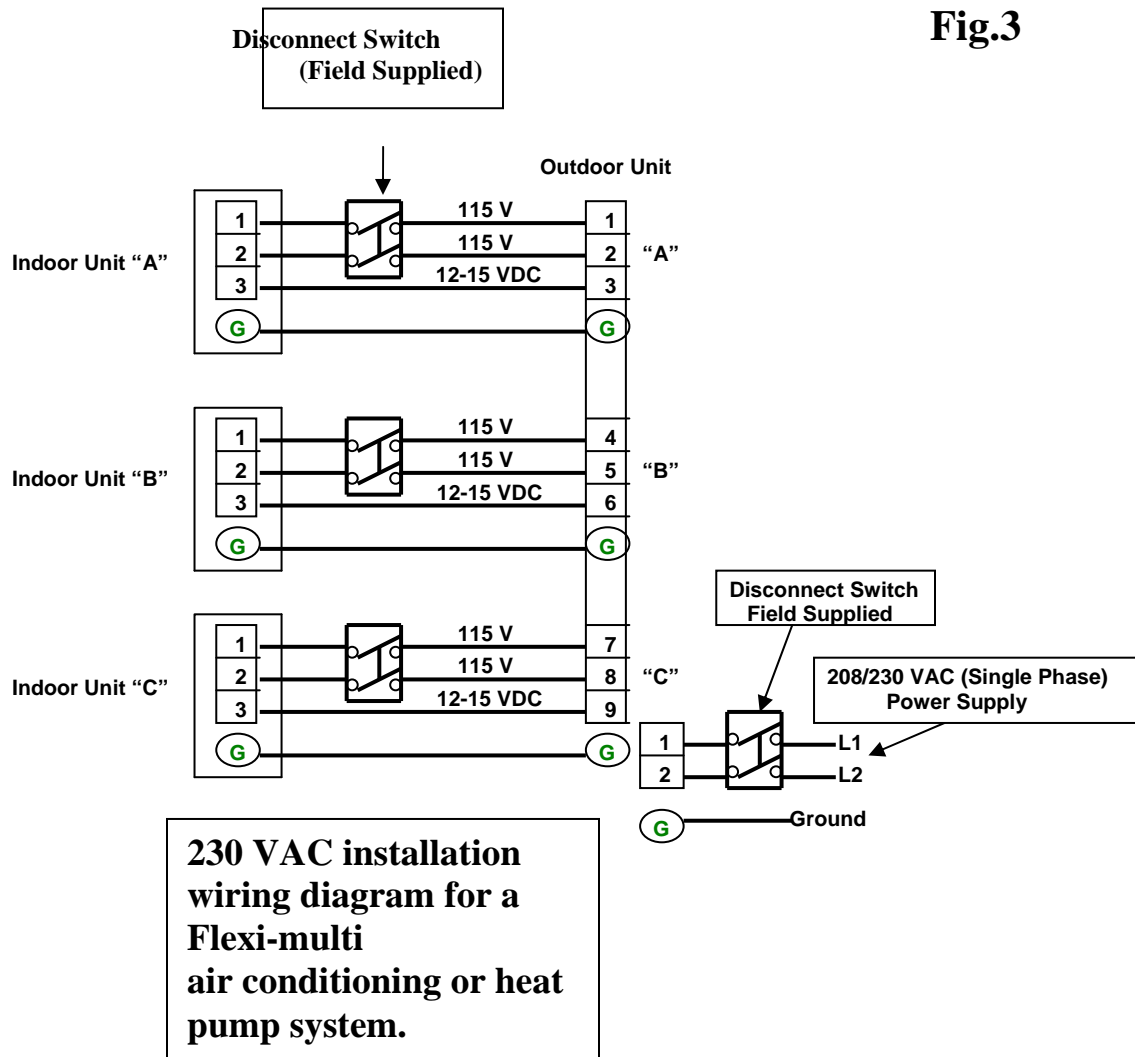 Fig.3
Disconnect Switch
(Field Supplied)
Outdoor Unit
Indoor Unit “A”
1 115 V 1
2 115 V 2 “A”
3 12-15 VDC 3
G G
Indoor Unit “B”
1 115 V 4
2 115 V 5 “B”
3 12-15 VDC 6
G G
Indoor Unit “C”
1 115 V 7
2 115 V 8 “C”
3 12-15 VDC 9
G G
Disconnect Switch
Field Supplied
208/230 VAC (Single Phase)
Power Supply
1 L1
2 L2
G Ground
230 VAC installation
wiring diagram for a
Flexi-multi
air conditioning or heat
pump system.